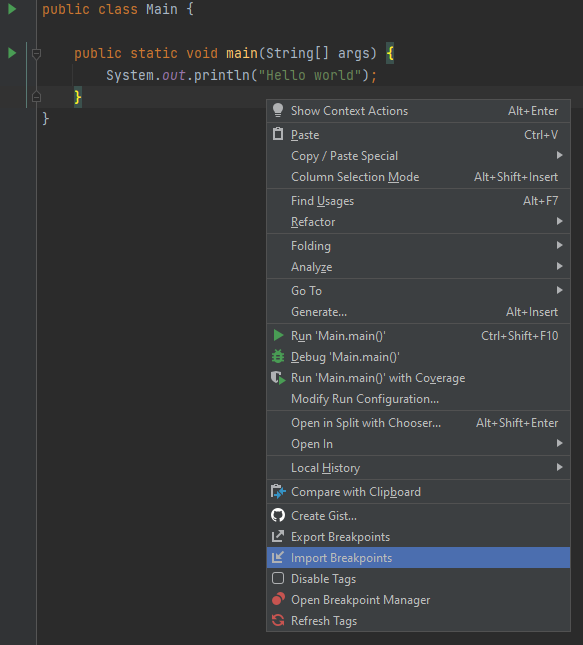 public class Main {
public static void main(String[] args) {
System.out.println("Hello world");
}
}
Show Context Actions Alt+Enter
Paste Ctrl+V
Copy / Paste Special
Column Selection Mode Alt+Shift+Insert
Find Usages Alt+F7
Refactor
Folding
Analyze
Go To
Generate... Alt+Insert
Run 'Main.main()' Ctrl+Shift+F10
Debug 'Main.main()'
Run 'Main.main()' with Coverage
Modify Run Configuration...
Open in Split with Chooser... Alt+Shift+Enter
Open In
Local History
Compare with Clipboard
Create Gist...
Export Breakpoints
Import Breakpoints
Disable Tags
Open Breakpoint Manager
Refresh Tags